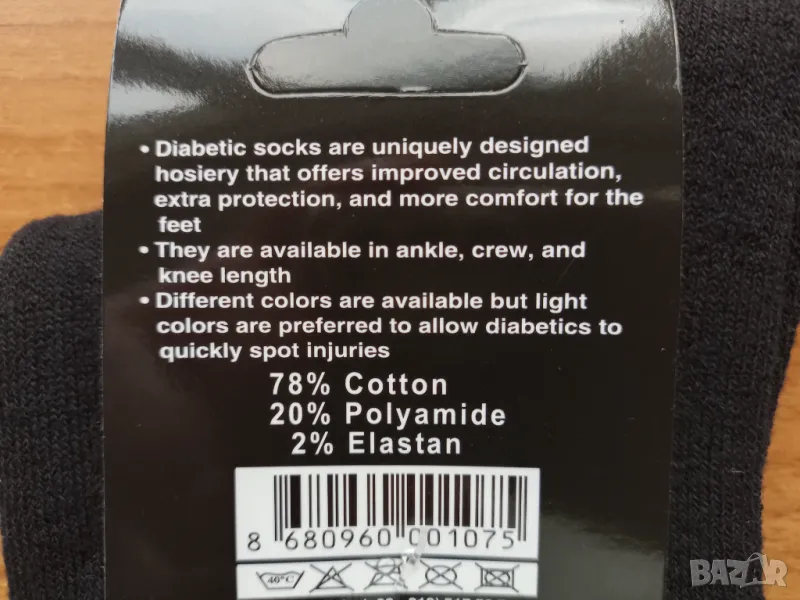 • Diabetic socks are uniquely designed
hosiery that offers improved circulation,
extra protection, and more comfort for the
feet
• They are available in ankle, crew, and
knee length
• Different colors are available but light
colors are preferred to allow diabetics to
quickly spot injuries
78% Cotton
20% Polyamide
2% Elastan
8 680960 001075
40°C
BAZAR